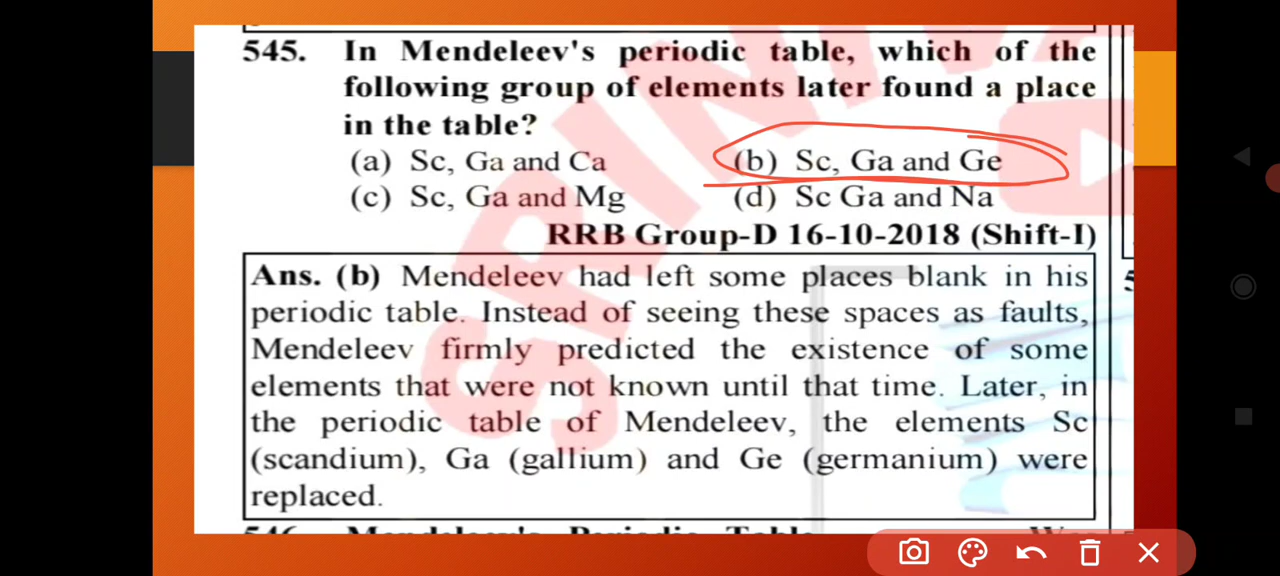 545. In Mendeleev's periodic table, which of the
following group of elements later found a place
in the table?
(a) Sc, Ga and Ca (b) Sc, Ga and Ge
(c) Sc, Ga and Mg (d) Sc Ga and Na
RRB Group-D 16-10-2018 (Shift-I)
Ans. (b) Mendeleev had left some places blank in his
periodic table. Instead of seeing these spaces as faults,
Mendeleev firmly predicted the existence of some
elements that were not known until that time. Later, in
the periodic table of Mendeleev, the elements Sc
(scandium), Ga (gallium) and Ge (germanium) were
replaced.